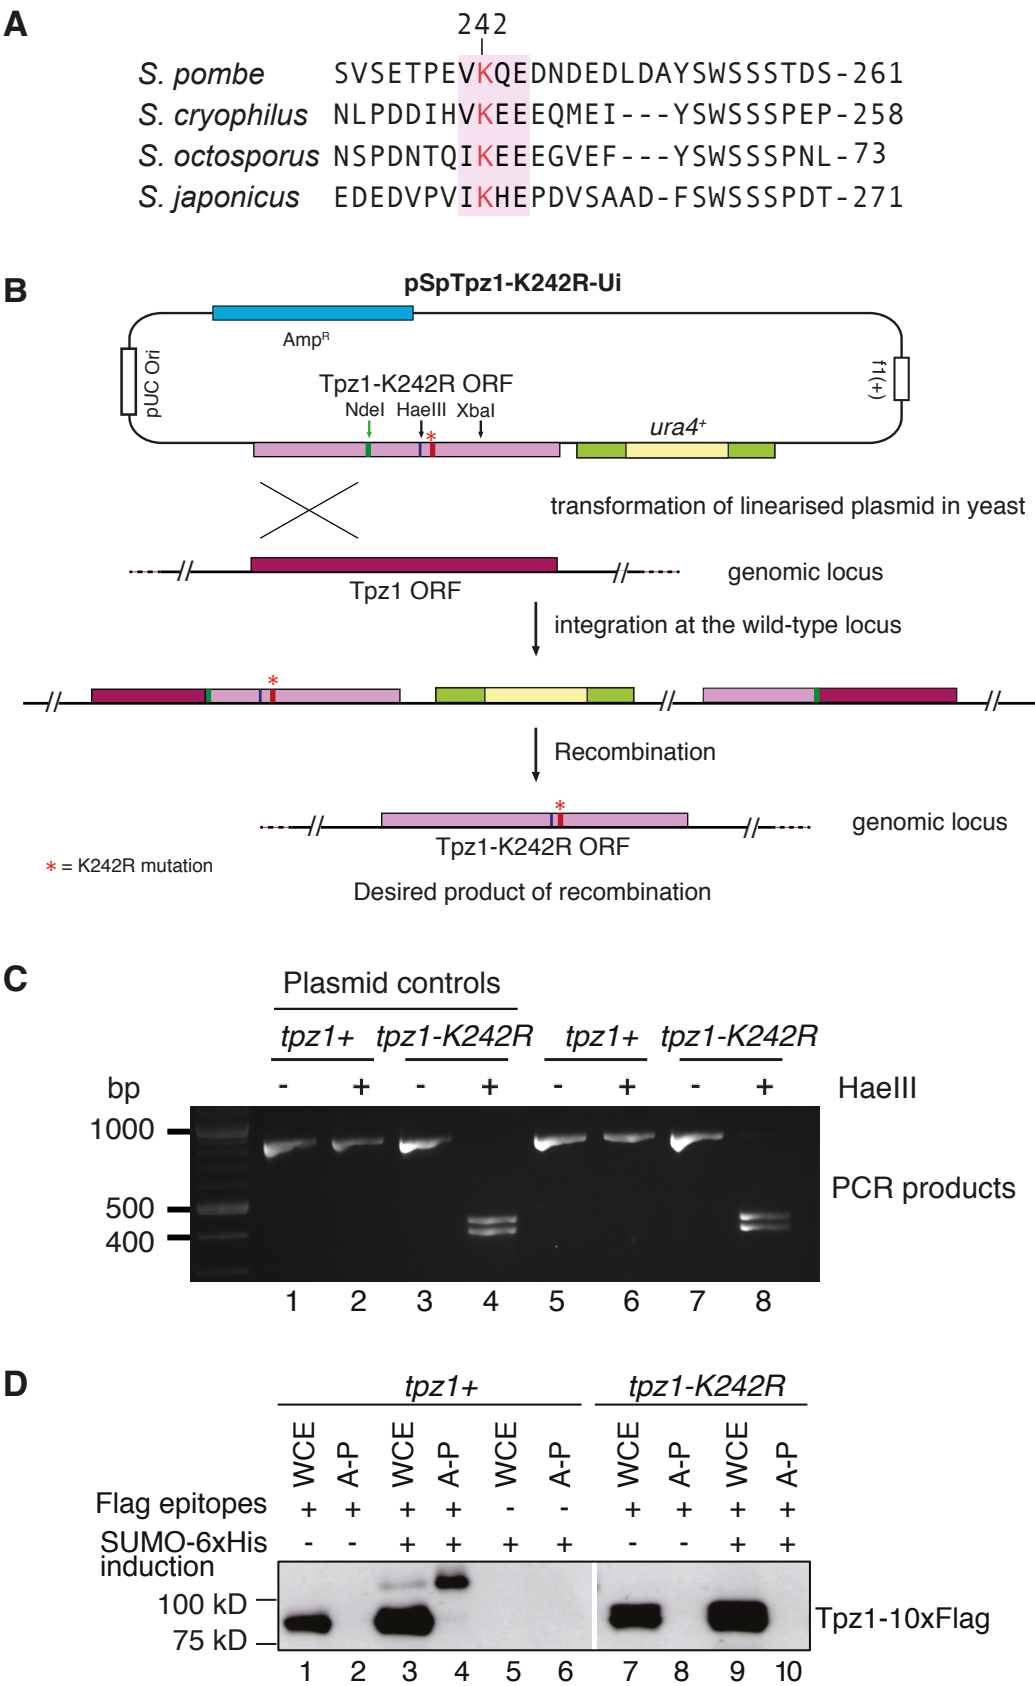 A
242
S. pombe SVSETPEVKQEDNDEDLDAYSWSSSTDS-261
S. cryophilus NLPDDIHVKEEEQMEI---YSWSSSPEP-258
S. octosporus NSPDNTQIKEEEGVEF---YSWSSSPNL-73
S. japonicus EDEDVPVIKHEPDVSAAD-FSWSSSPDT-271
B
pSpTpz1-K242R-Ui
AmpR
pUC Ori
f1(+)
Tpz1-K242R ORF
NdeI HaeIII XbaI
*
ura4+
transformation of linearised plasmid in yeast
genomic locus
Tpz1 ORF
integration at the wild-type locus
*
Recombination
*
genomic locus
Tpz1-K242R ORF
* = K242R mutation
Desired product of recombination
C
Plasmid controls
tpz1+ tpz1-K242R tpz1+ tpz1-K242R
bp - + - + - + - + HaeIII
1000
500
400
PCR products
1 2 3 4 5 6 7 8
D
tpz1+ tpz1-K242R
WCE A-P WCE A-P WCE A-P WCE A-P WCE A-P
Flag epitopes + + + + - - + + + +
SUMO-6xHis - - + + + + - - + +
induction
100 kD
75 kD
Tpz1-10xFlag
1 2 3 4 5 6 7 8 9 10